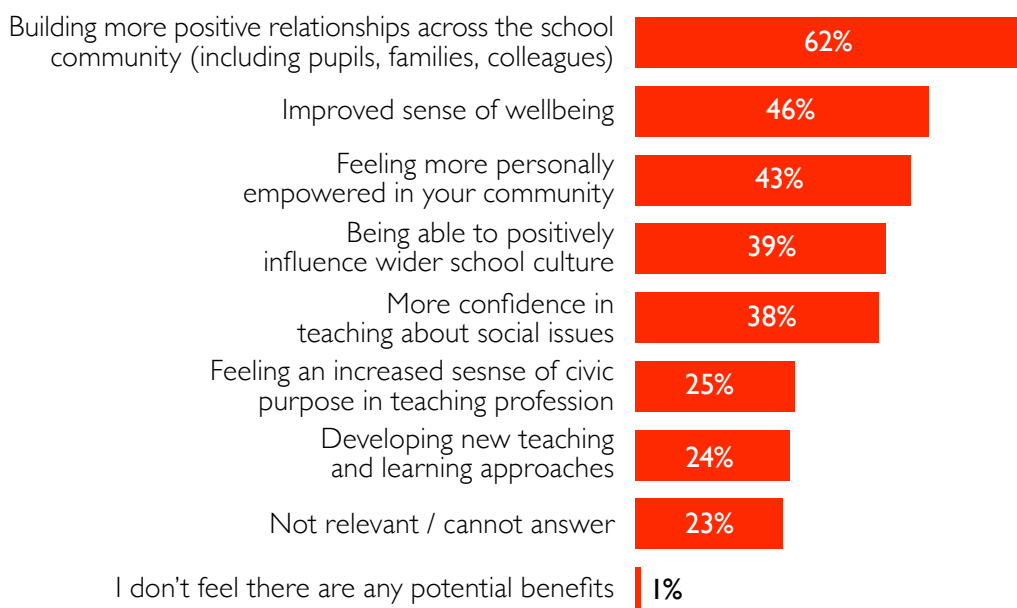 Building more positive relationships across the school
community (including pupils, families, colleagues)
62%
Improved sense of wellbeing
46%
Feeling more personally
empowered in your community
43%
Being able to positively
influence wider school culture
39%
More confidence in
teaching about social issues
38%
Feeling an increased sesnse of civic
purpose in teaching profession
25%
Developing new teaching
and learning approaches
24%
Not relevant / cannot answer
23%
I don’t feel there are any potential benefits
1%